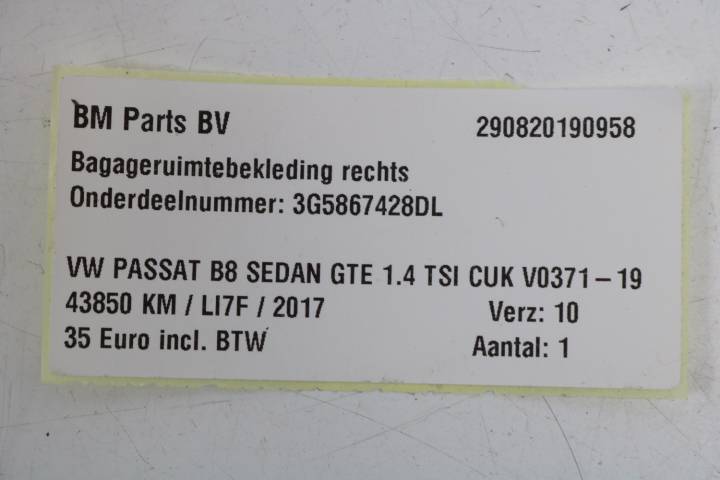 BM Parts BV 290820190958
Bagageruimtebekleding rechts
Onderdeelnummer: 3G5867428DL
VW PASSAT B8 SEDAN GTE 1.4 TSI CUK V0371-19
43850 KM / LI7F / 2017 Verz: 10
35 Euro incl. BTW Aantal: 1